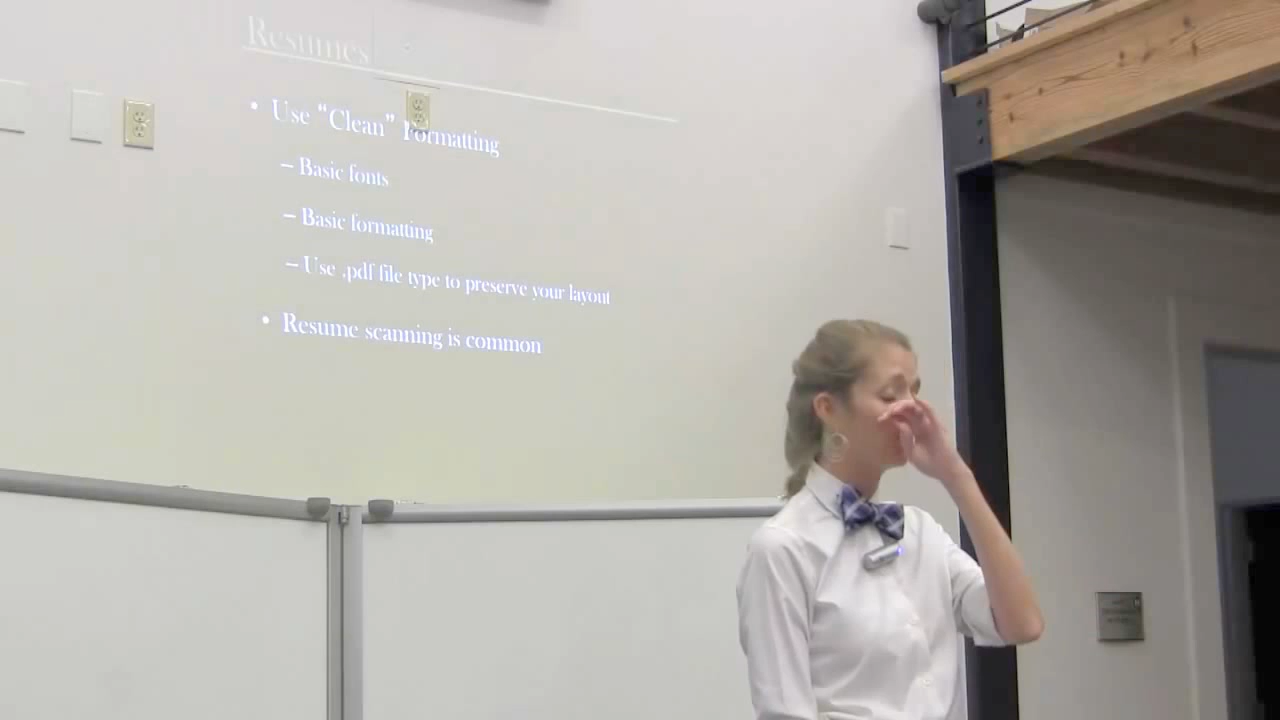 Resumes
• Use “Clean” Formatting
– Basic fonts
– Basic formatting
– Use .pdf file type to preserve your layout
• Resume scanning is common